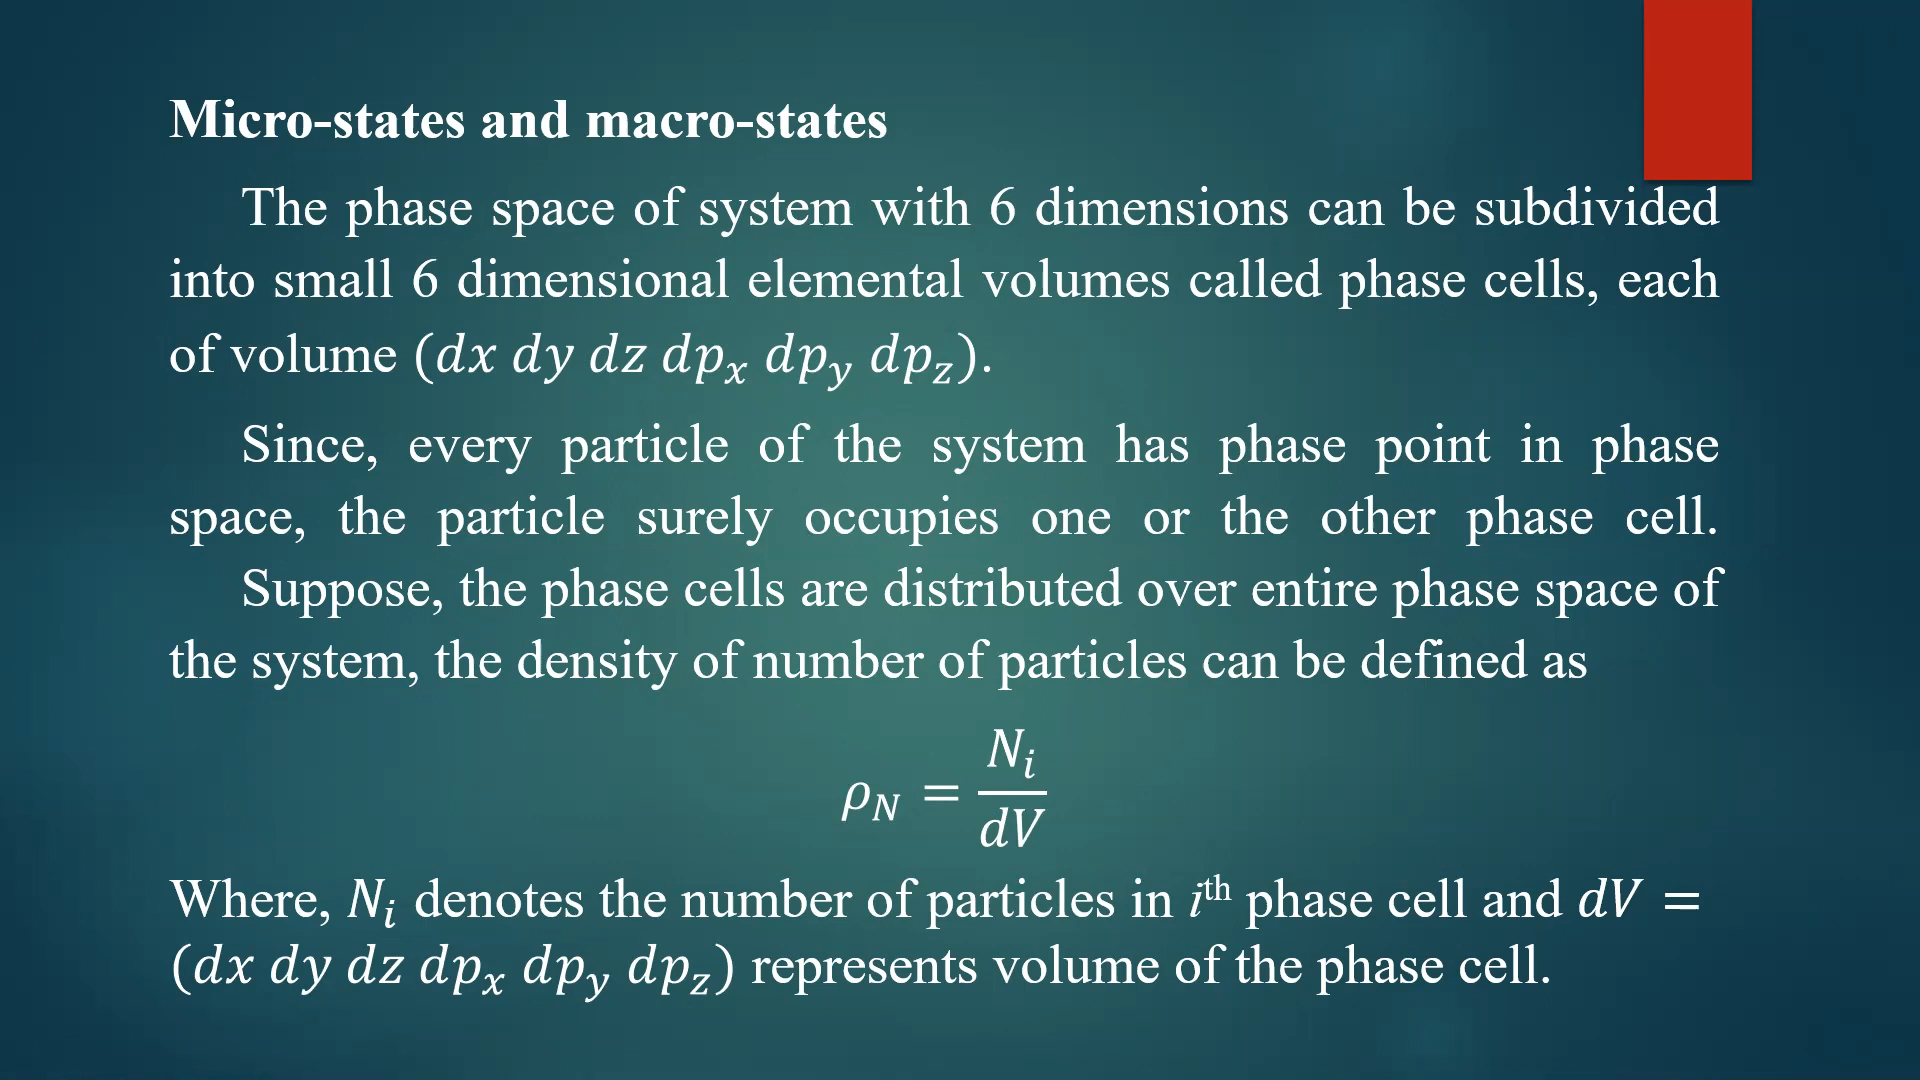 Micro-states and macro-states
The phase space of system with 6 dimensions can be subdivided
into small 6 dimensional elemental volumes called phase cells, each
of volume (𝑑𝑥 𝑑𝑦 𝑑𝑧 𝑑𝑝ₓ 𝑑𝑝_𝑦 𝑑𝑝_𝑧).
Since, every particle of the system has phase point in phase
space, the particle surely occupies one or the other phase cell.
Suppose, the phase cells are distributed over entire phase space of
the system, the density of number of particles can be defined as
𝜌_𝑁 = 𝑁ᵢ / 𝑑𝑉
Where, 𝑁ᵢ denotes the number of particles in 𝑖ᵗʰ phase cell and 𝑑𝑉 =
(𝑑𝑥 𝑑𝑦 𝑑𝑧 𝑑𝑝ₓ 𝑑𝑝_𝑦 𝑑𝑝_𝑧) represents volume of the phase cell.